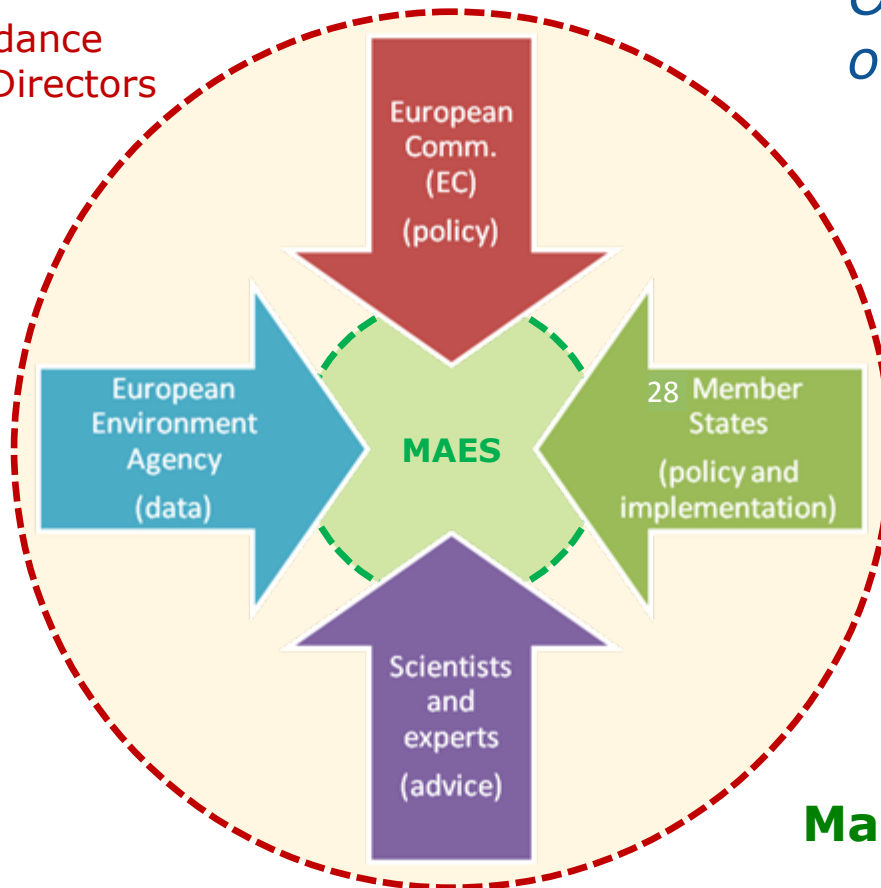 dance
Directors
o
European
Comm.
(EC)
(policy)
European
Environment
Agency
(data)
MAES
28 Member
States
(policy and
implementation)
Scientists
and
experts
(advice)
Ma